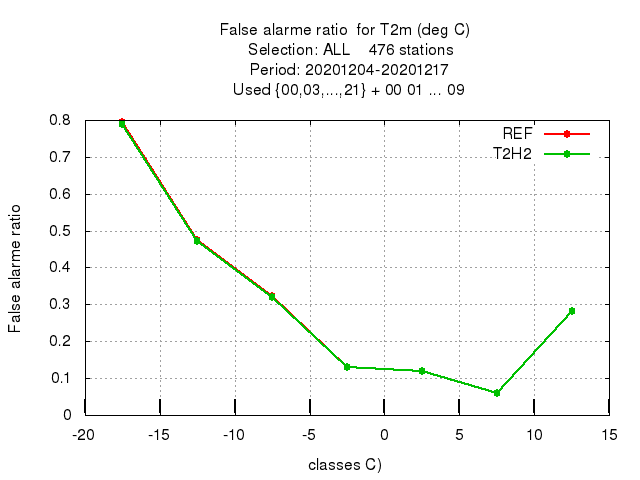 False alarme ratio  for T2m (deg C)
Selection: ALL    476 stations
Period: 20201204-20201217
Used {00,03,...,21} + 00 01 ... 09
REF
T2H2
False alarme ratio
0.8
0.7
0.6
0.5
0.4
0.3
0.2
0.1
0
-20 -15 -10 -5 0 5 10 15
classes C)